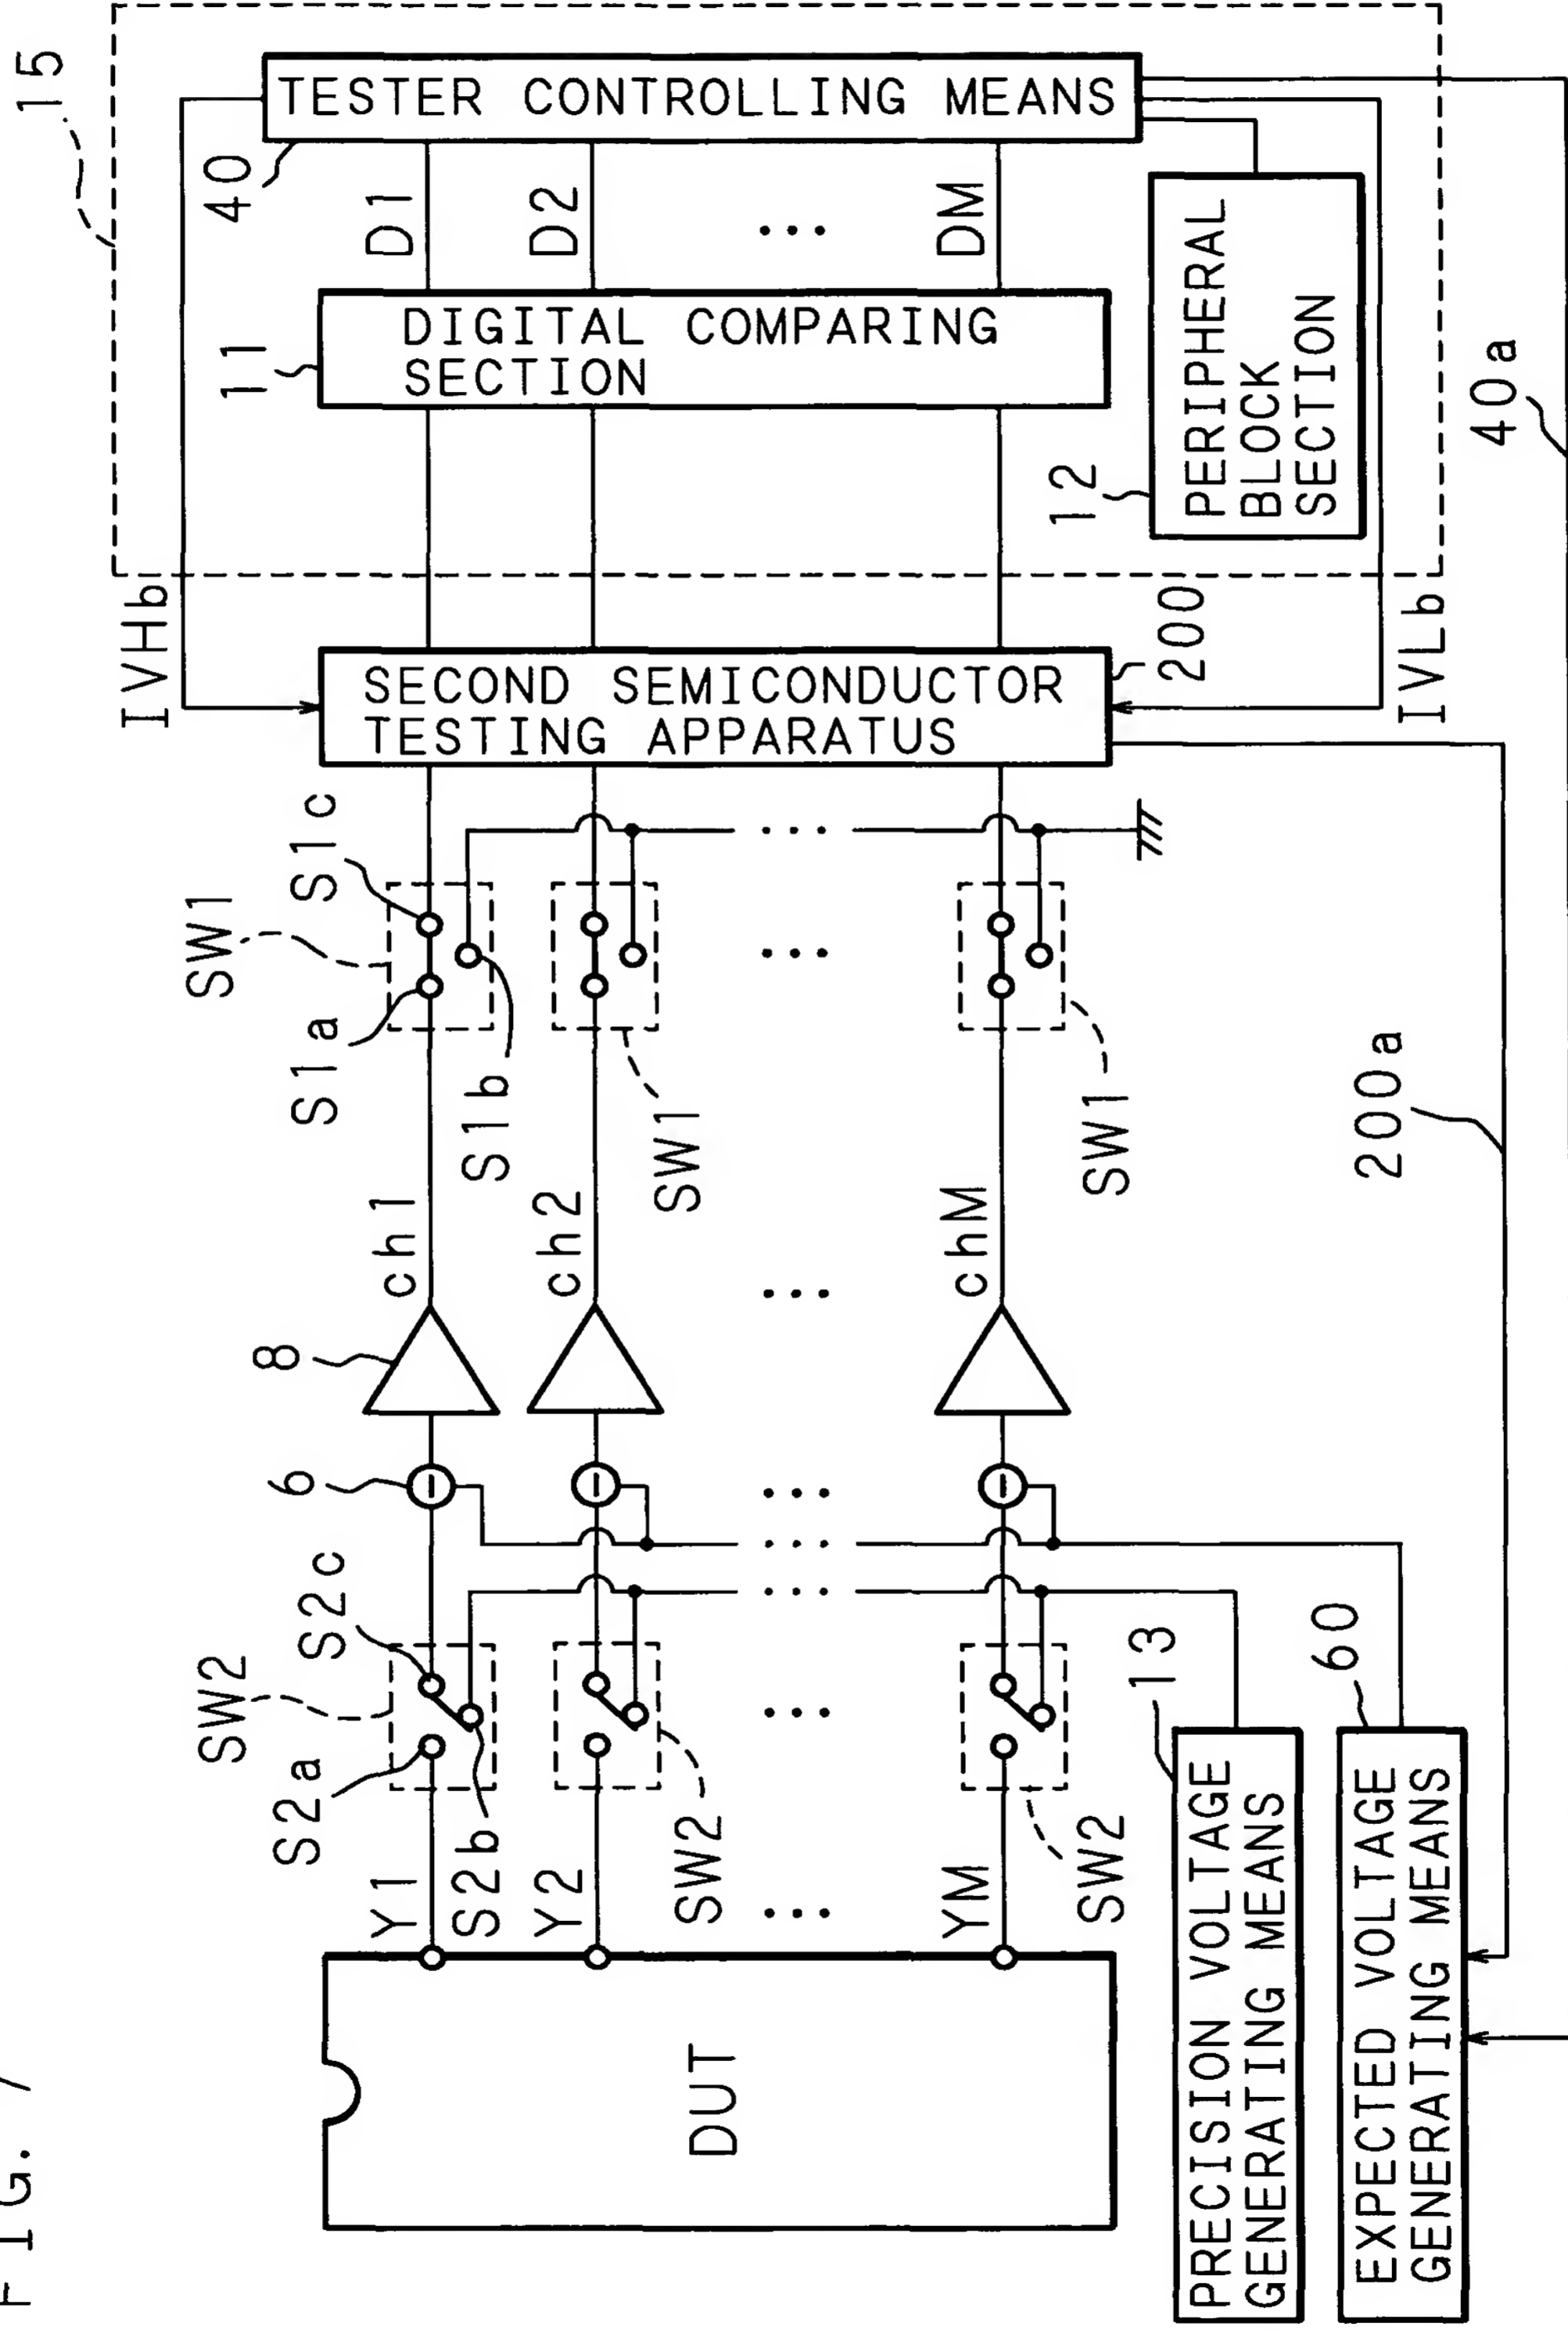 FIG. 7
15
TESTER CONTROLLING MEANS
40
D1
D2
...
DM
11
DIGITAL COMPARING
SECTION
12
PERIPHERAL
BLOCK
SECTION
40a
IVHb
IVLb
SECOND SEMICONDUCTOR
TESTING APPARATUS
200
S1c
SW1
S1a
S1b
SW1
SW1
...
...
200a
ch1
ch2
...
chM
8
6
...
...
...
S2c
SW2
S2a
S2b
SW2
SW2
...
13
60
Y1
Y2
...
YM
DUT
PRECISION VOLTAGE
GENERATING MEANS
EXPECTED VOLTAGE
GENERATING MEANS